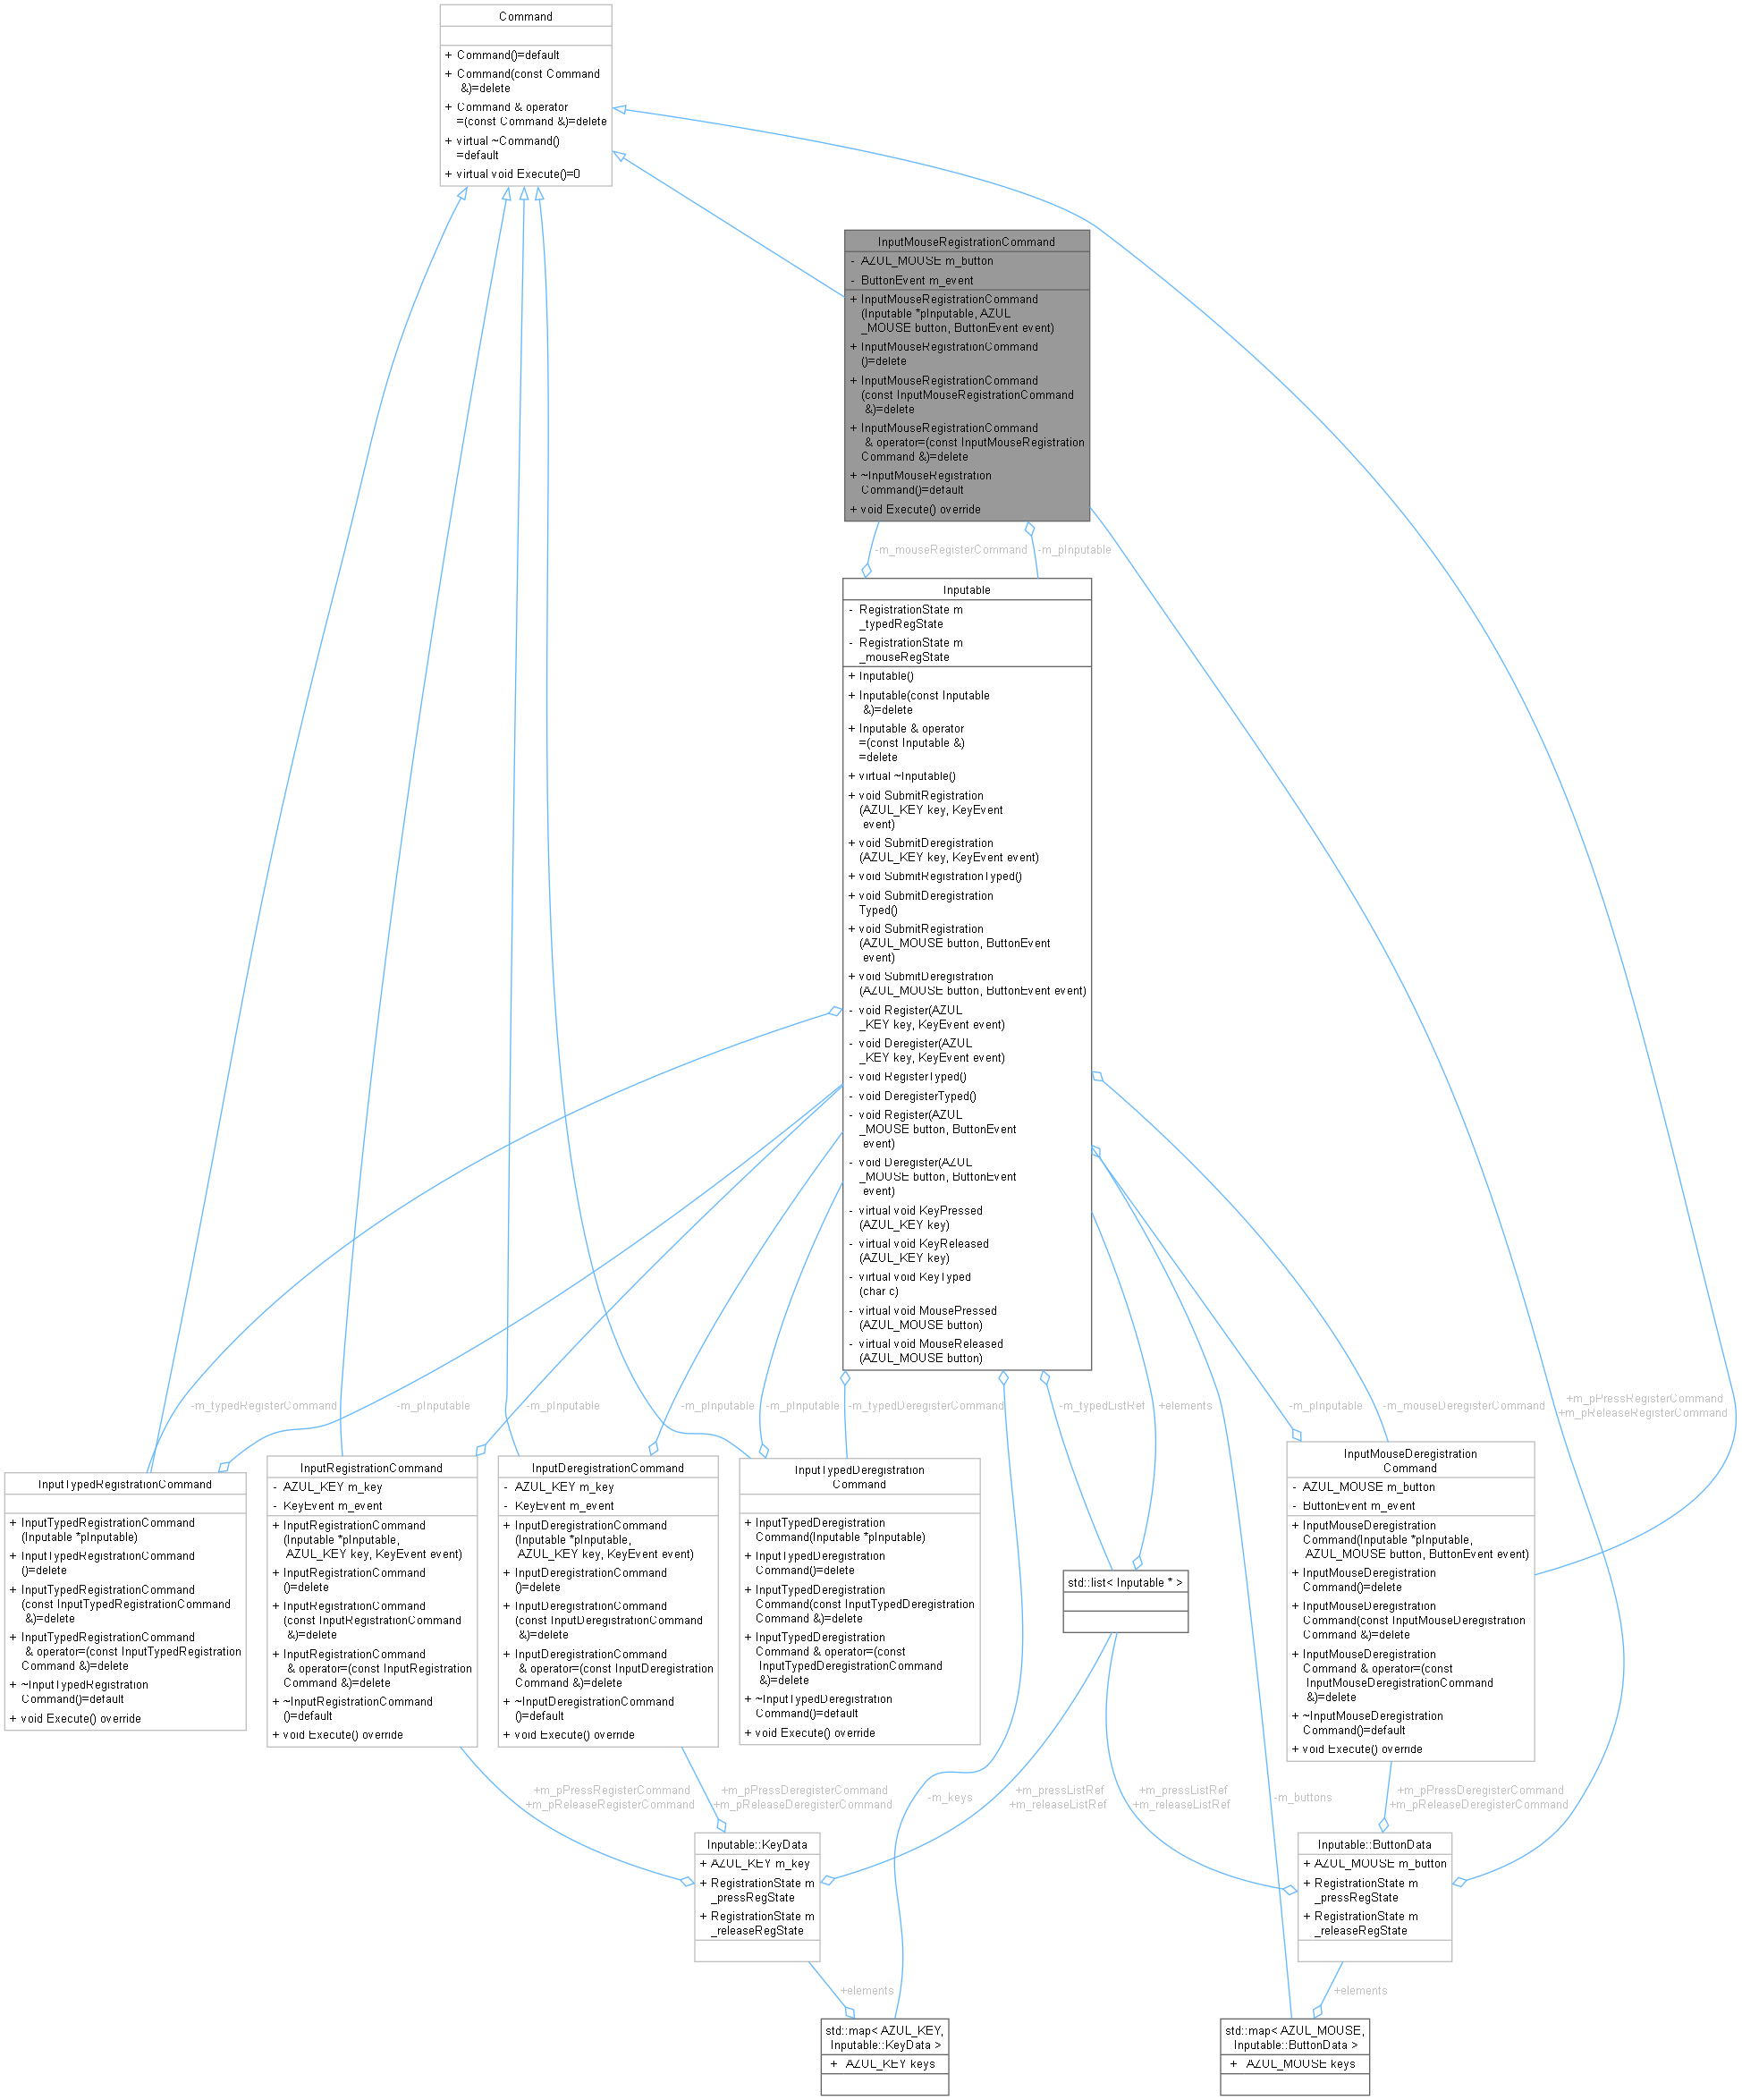 Command
+ Command()=default
+ Command(const Command
&)=delete
+ Command & operator
=(const Command &)=delete
+ virtual ~Command()
=default
+ virtual void Execute()=0
InputMouseRegistrationCommand
- AZUL_MOUSE m_button
- ButtonEvent m_event
+ InputMouseRegistrationCommand
(Inputable *pInputable, AZUL
_MOUSE button, ButtonEvent event)
+ InputMouseRegistrationCommand
()=delete
+ InputMouseRegistrationCommand
(const InputMouseRegistrationCommand
&)=delete
+ InputMouseRegistrationCommand
& operator=(const InputMouseRegistration
Command &)=delete
+ ~InputMouseRegistration
Command()=default
+ void Execute() override
-m_mouseRegisterCommand
-m_pInputable
Inputable
- RegistrationState m
_typedRegState
- RegistrationState m
_mouseRegState
+ Inputable()
+ Inputable(const Inputable
&)=delete
+ Inputable & operator
=(const Inputable &)
=delete
+ virtual ~Inputable()
+ void SubmitRegistration
(AZUL_KEY key, KeyEvent
event)
+ void SubmitDeregistration
(AZUL_KEY key, KeyEvent event)
+ void SubmitRegistrationTyped()
+ void SubmitDeregistration
Typed()
+ void SubmitRegistration
(AZUL_MOUSE button, ButtonEvent
event)
+ void SubmitDeregistration
(AZUL_MOUSE button, ButtonEvent event)
- void Register(AZUL
_KEY key, KeyEvent event)
- void Deregister(AZUL
_KEY key, KeyEvent event)
- void RegisterTyped()
- void DeregisterTyped()
- void Register(AZUL
_MOUSE button, ButtonEvent
event)
- void Deregister(AZUL
_MOUSE button, ButtonEvent
event)
- virtual void KeyPressed
(AZUL_KEY key)
- virtual void KeyReleased
(AZUL_KEY key)
- virtual void KeyTyped
(char c)
- virtual void MousePressed
(AZUL_MOUSE button)
- virtual void MouseReleased
(AZUL_MOUSE button)
-m_typedRegisterCommand
-m_pInputable
-m_pInputable
-m_pInputable
-m_pInputable
-m_typedDeregisterCommand
-m_typedListRef
+elements
-m_pInputable
-m_mouseDeregisterCommand
+m_pPressRegisterCommand
+m_pReleaseRegisterCommand
InputTypedRegistrationCommand
+ InputTypedRegistrationCommand
(Inputable *pInputable)
+ InputTypedRegistrationCommand
()=delete
+ InputTypedRegistrationCommand
(const InputTypedRegistrationCommand
&)=delete
+ InputTypedRegistrationCommand
& operator=(const InputTypedRegistration
Command &)=delete
+ ~InputTypedRegistration
Command()=default
+ void Execute() override
InputRegistrationCommand
- AZUL_KEY m_key
- KeyEvent m_event
+ InputRegistrationCommand
(Inputable *pInputable,
AZUL_KEY key, KeyEvent event)
+ InputRegistrationCommand
()=delete
+ InputRegistrationCommand
(const InputRegistrationCommand
&)=delete
+ InputRegistrationCommand
& operator=(const InputRegistration
Command &)=delete
+ ~InputRegistrationCommand
()=default
+ void Execute() override
InputDeregistrationCommand
- AZUL_KEY m_key
- KeyEvent m_event
+ InputDeregistrationCommand
(Inputable *pInputable,
AZUL_KEY key, KeyEvent event)
+ InputDeregistrationCommand
()=delete
+ InputDeregistrationCommand
(const InputDeregistrationCommand
&)=delete
+ InputDeregistrationCommand
& operator=(const InputDeregistration
Command &)=delete
+ ~InputDeregistrationCommand
()=default
+ void Execute() override
InputTypedDeregistration
Command
+ InputTypedDeregistration
Command(Inputable *pInputable)
+ InputTypedDeregistration
Command()=delete
+ InputTypedDeregistration
Command(const InputTypedDeregistration
Command &)=delete
+ InputTypedDeregistration
Command & operator=(const
InputTypedDeregistrationCommand
&)=delete
+ ~InputTypedDeregistration
Command()=default
+ void Execute() override
std::list< Inputable * >
InputMouseDeregistration
Command
- AZUL_MOUSE m_button
- ButtonEvent m_event
+ InputMouseDeregistration
Command(Inputable *pInputable,
AZUL_MOUSE button, ButtonEvent event)
+ InputMouseDeregistration
Command()=delete
+ InputMouseDeregistration
Command(const InputMouseDeregistration
Command &)=delete
+ InputMouseDeregistration
Command & operator=(const
InputMouseDeregistrationCommand
&)=delete
+ ~InputMouseDeregistration
Command()=default
+ void Execute() override
+m_pPressRegisterCommand
+m_pReleaseRegisterCommand
+m_pPressDeregisterCommand
+m_pReleaseDeregisterCommand
-m_keys
+m_pressListRef
+m_releaseListRef
+m_pressListRef
+m_releaseListRef
-m_buttons
+m_pPressDeregisterCommand
+m_pReleaseDeregisterCommand
Inputable::KeyData
+ AZUL_KEY m_key
+ RegistrationState m
_pressRegState
+ RegistrationState m
_releaseRegState
Inputable::ButtonData
+ AZUL_MOUSE m_button
+ RegistrationState m
_pressRegState
+ RegistrationState m
_releaseRegState
+elements
+elements
std::map< AZUL_KEY,
Inputable::KeyData >
+ AZUL_KEY keys
std::map< AZUL_MOUSE,
Inputable::ButtonData >
+ AZUL_MOUSE keys